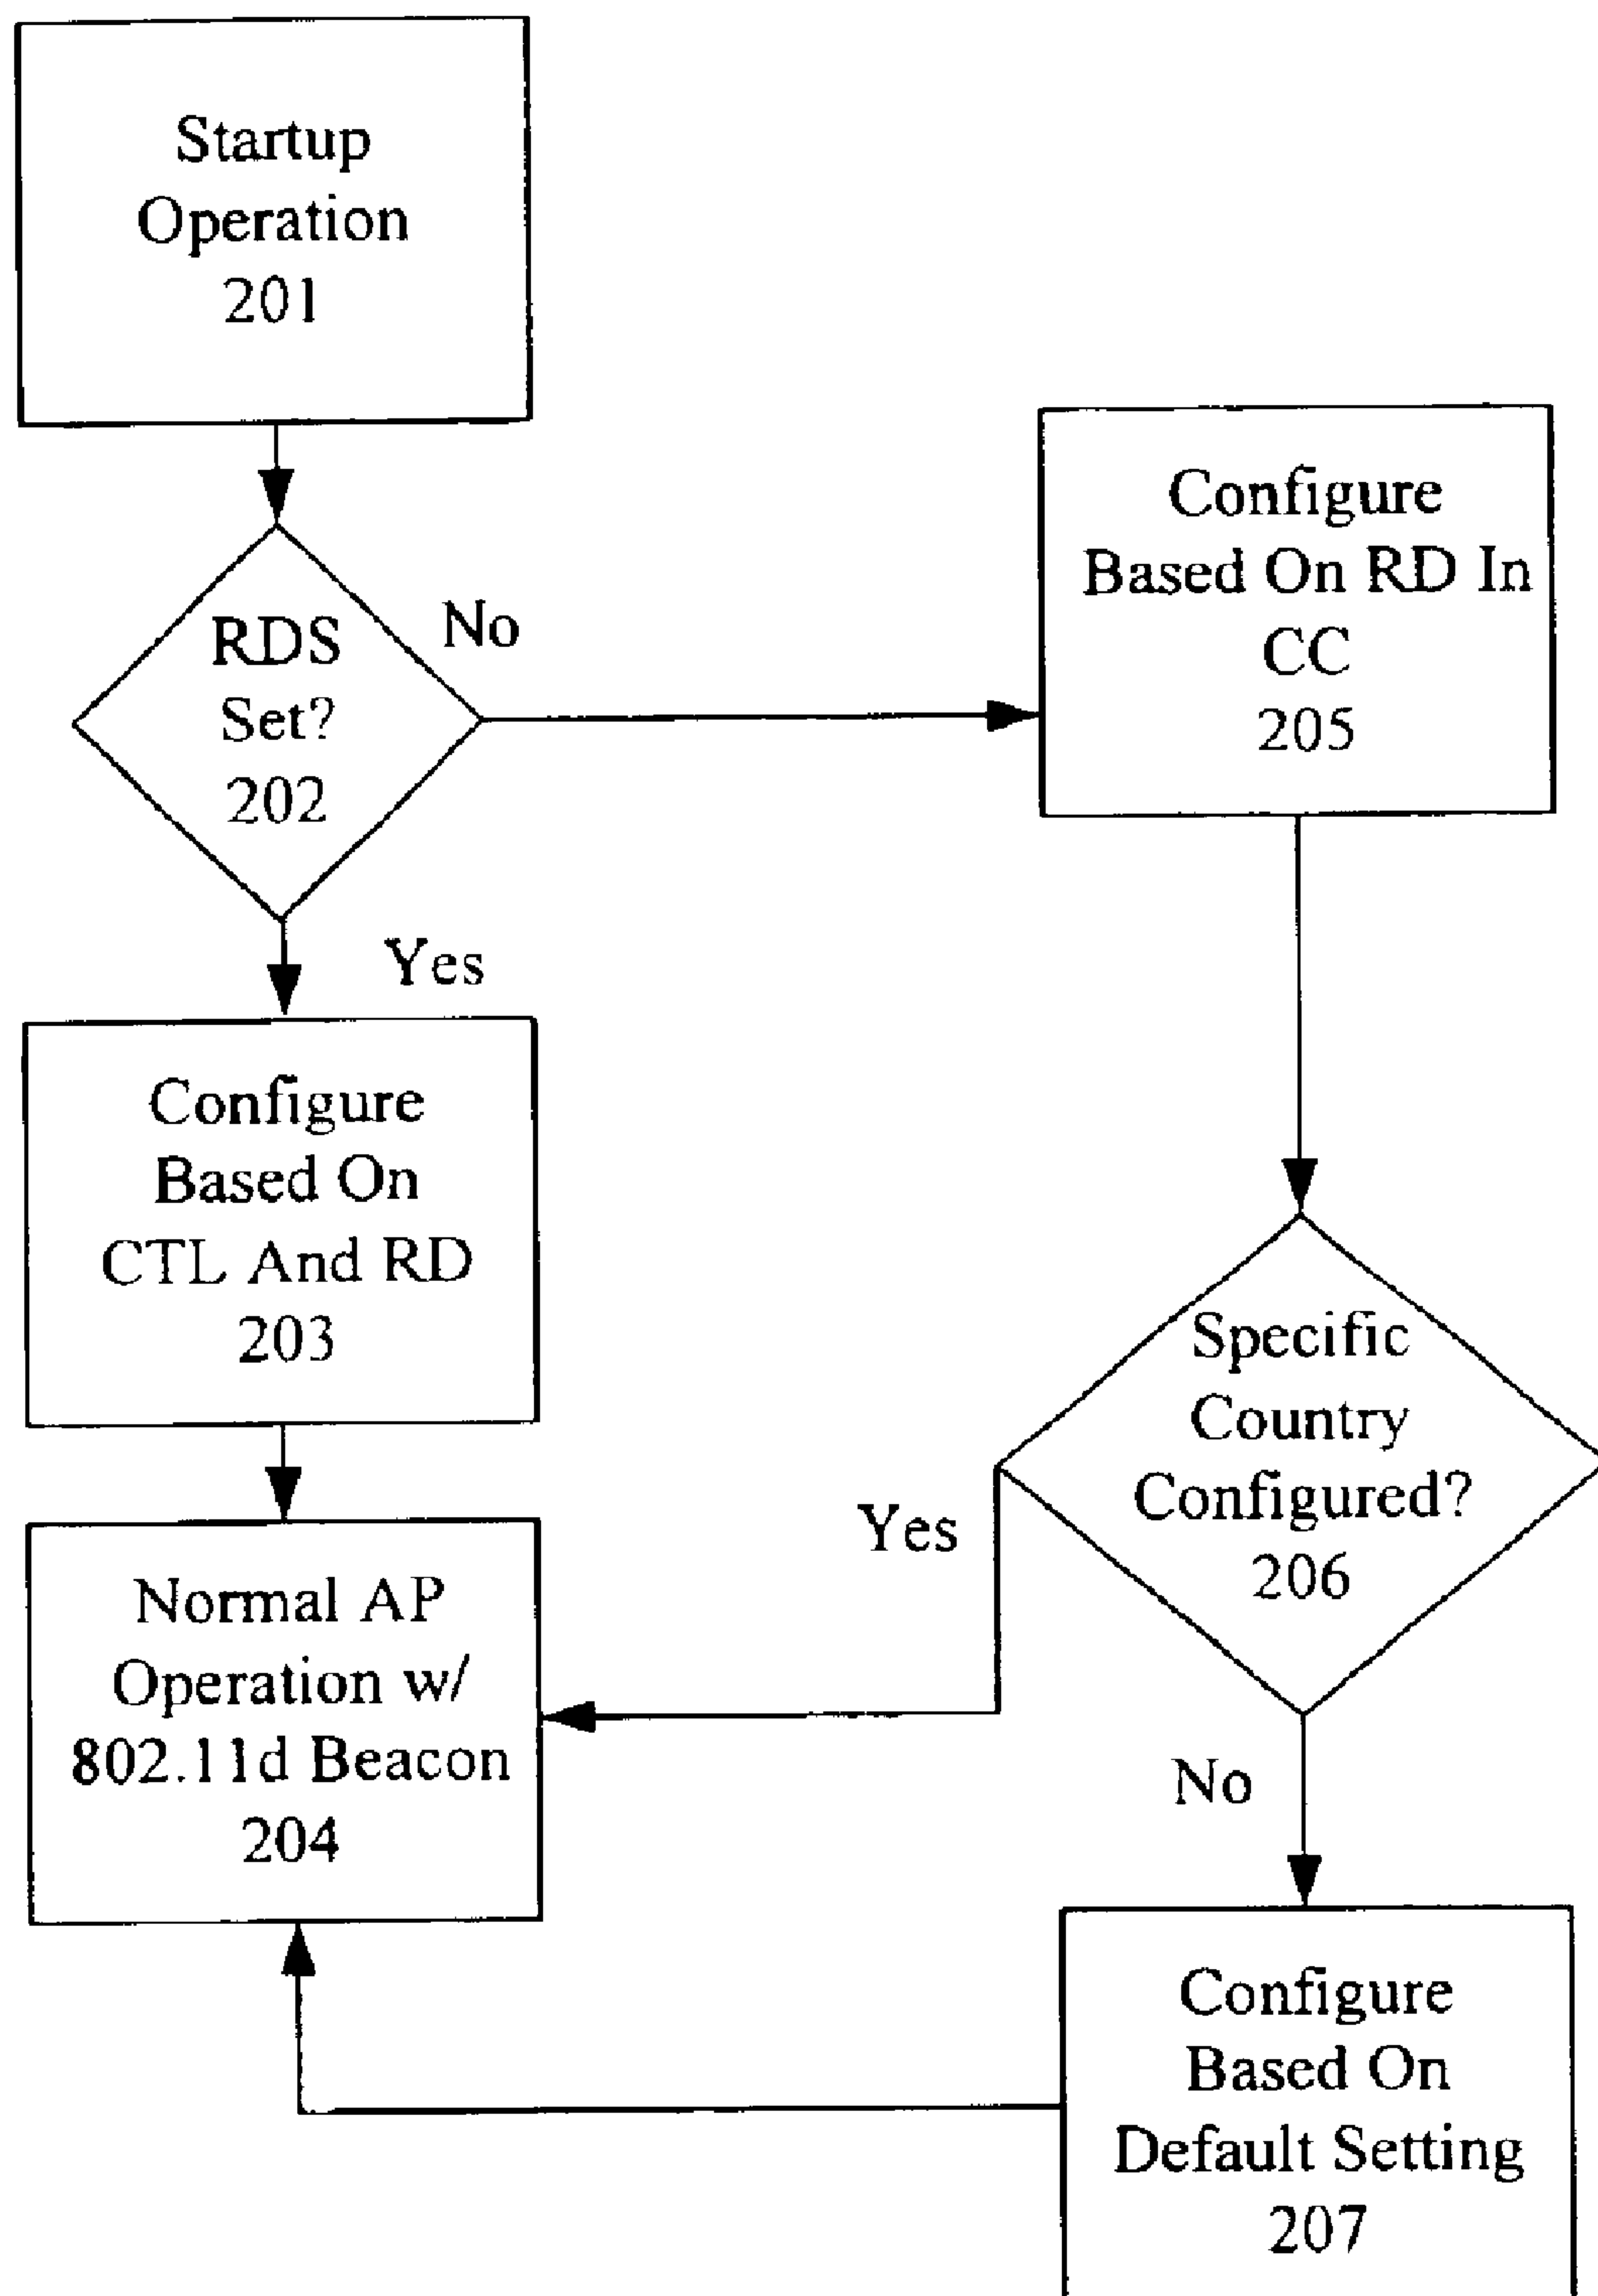 Startup
Operation
201
RDS
Set?
202
No
Yes
Configure
Based On
CTL And RD
203
Normal AP
Operation w/
802.11d Beacon
204
Configure
Based On RD In
CC
205
Specific
Country
Configured?
206
Yes
No
Configure
Based On
Default Setting
207